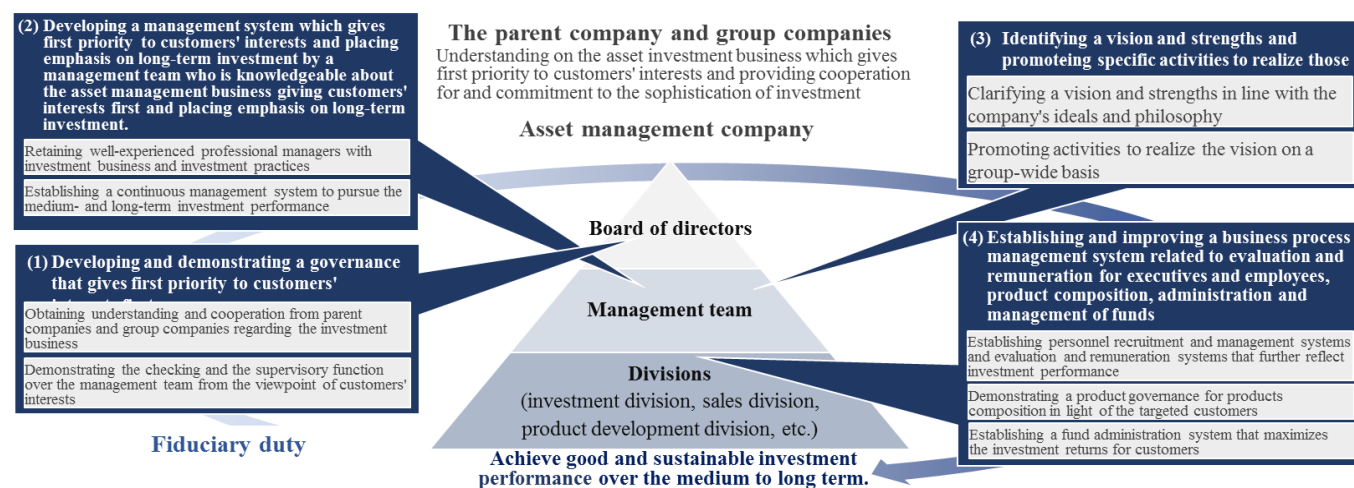 (2) Developing a management system which gives
first priority to customers' interests and placing
emphasis on long-term investment by a
management team who is knowledgeable about
the asset management business giving customers'
interests first and placing emphasis on long-term
investment.
Retaining well-experienced professional managers with
investment business and investment practices
Establishing a continuous management system to pursue the
medium- and long-term investment performance
(1) Developing and demonstrating a governance
that gives first priority to customers'
Obtaining understanding and cooperation from parent
companies and group companies regarding the investment
business
Demonstrating the checking and the supervisory function
over the management team from the viewpoint of customers'
interests
Fiduciary duty
The parent company and group companies
Understanding on the asset investment business which gives
first priority to customers' interests and providing cooperation
for and commitment to the sophistication of investment
Asset management company
Board of directors
Management team
Divisions
(investment division, sales division,
product development division, etc.)
Achieve good and sustainable investment
performance over the medium to long term.
(3) Identifying a vision and strengths and
promoteing specific activities to realize those
Clarifying a vision and strengths in line with the
company's ideals and philosophy
Promoting activities to realize the vision on a
group-wide basis
(4) Establishing and improving a business process
management system related to evaluation and
remuneration for executives and employees,
product composition, administration and
management of funds
Establishing personnel recruitment and management systems
and evaluation and remuneration systems that further reflect
investment performance
Demonstrating a product governance for products
composition in light of the targeted customers
Establishing a fund administration system that maximizes
the investment returns for customers